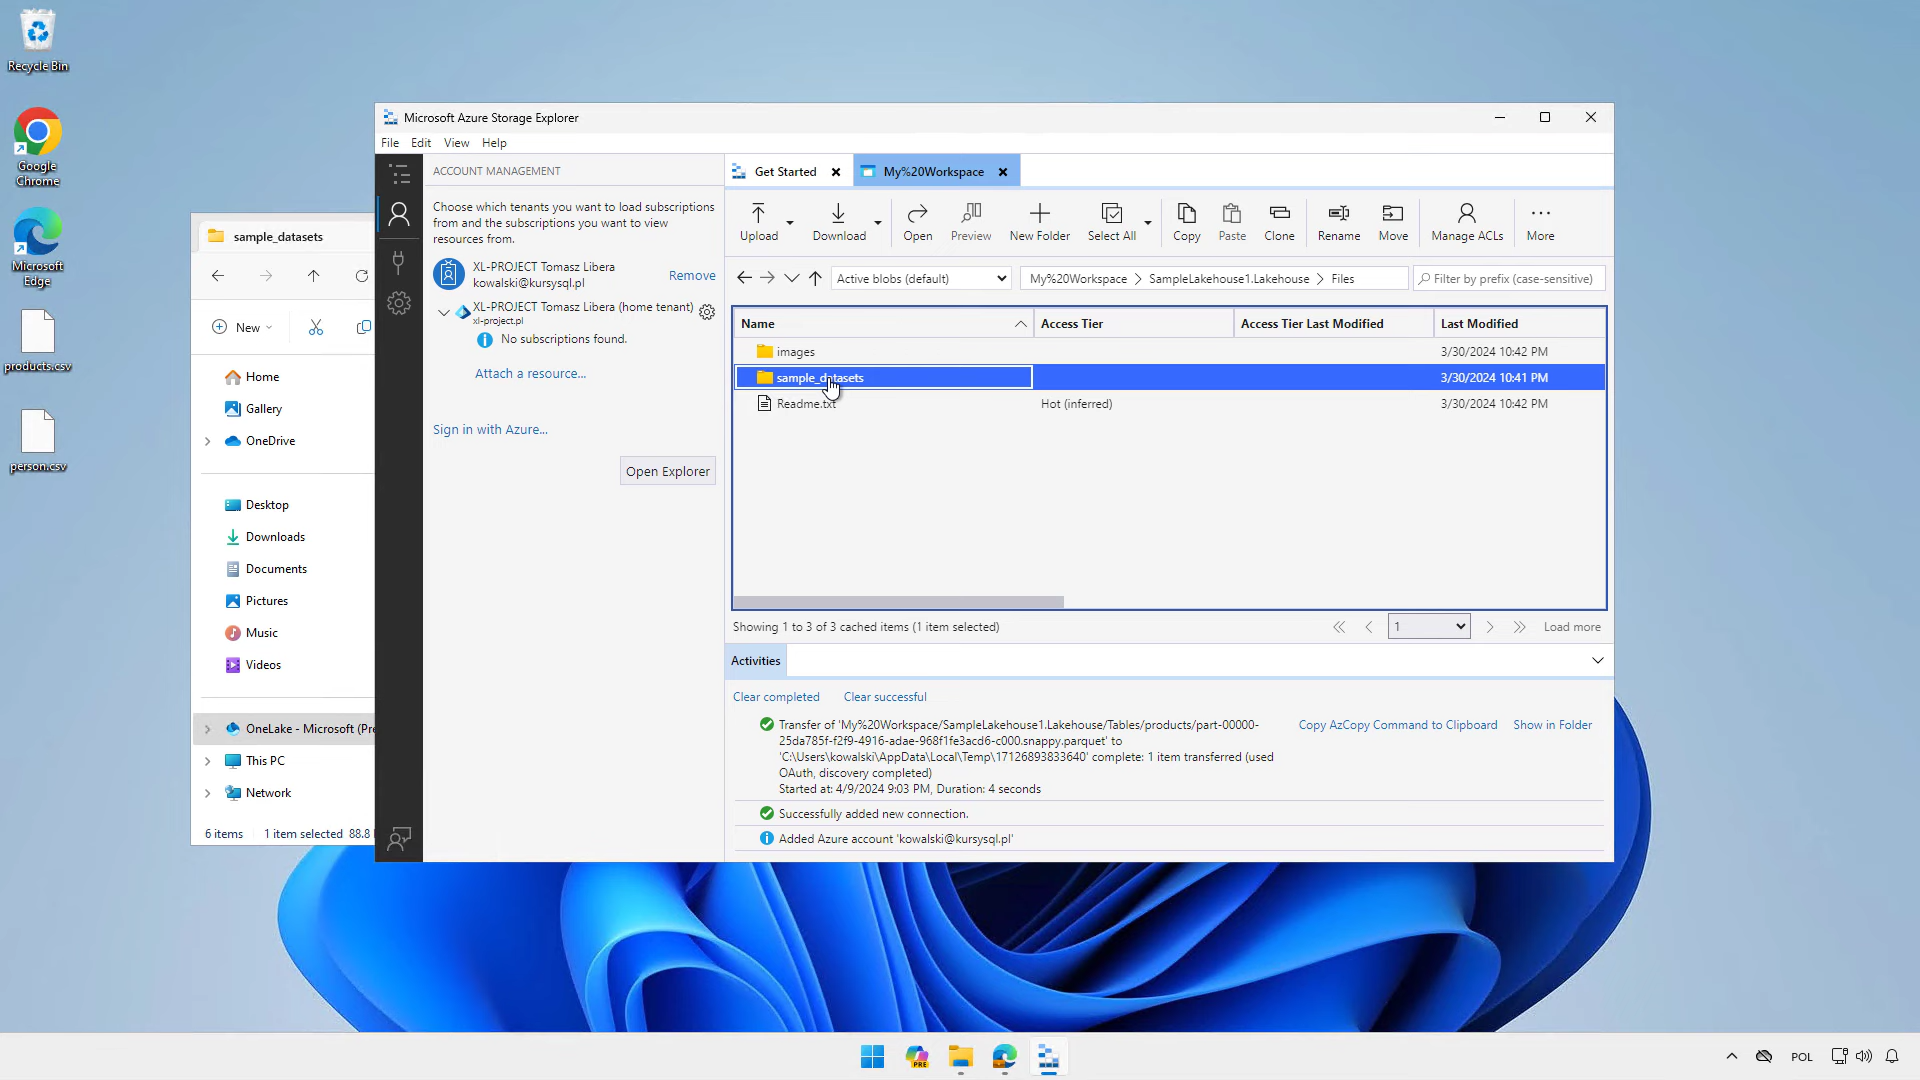 Recycle Bin
Google
Chrome
Microsoft
Edge
products.csv
person.csv
sample_datasets
New
Home
Gallery
OneDrive
Desktop
Downloads
Documents
Pictures
Music
Videos
OneLake - Microsoft (Pre
This PC
Network
6 items 1 item selected 88.8
Microsoft Azure Storage Explorer
File Edit View Help
ACCOUNT MANAGEMENT
Choose which tenants you want to load subscriptions
from and the subscriptions you want to view
resources from.
XL-PROJECT Tomasz Libera
kowalski@kursysql.pl
Remove
XL-PROJECT Tomasz Libera (home tenant)
xl-project.pl
No subscriptions found.
Attach a resource...
Sign in with Azure...
Open Explorer
Get Started My%20Workspace
Upload Download Open Preview New Folder Select All Copy Paste Clone Rename Move Manage ACLs More
Active blobs (default) My%20Workspace SampleLakehouse1.Lakehouse Files Filter by prefix (case-sensitive)
Name Access Tier Access Tier Last Modified Last Modified
images 3/30/2024 10:42 PM
sample_datasets 3/30/2024 10:41 PM
Readme.txt Hot (inferred) 3/30/2024 10:42 PM
Showing 1 to 3 of 3 cached items (1 item selected) 1 Load more
Activities
Clear completed Clear successful
Transfer of 'My%20Workspace/SampleLakehouse1.Lakehouse/Tables/products/part-00000-
25da785f-f2f9-4916-adae-968f1fe3acd6-c000.snappy.parquet' to
'C:\Users\kowalski\AppData\Local\Temp\17126893833640' complete: 1 item transferred (used
OAuth, discovery completed)
Started at: 4/9/2024 9:03 PM, Duration: 4 seconds
Copy AzCopy Command to Clipboard Show in Folder
Successfully added new connection.
Added Azure account 'kowalski@kursysql.pl'
PRE
POL